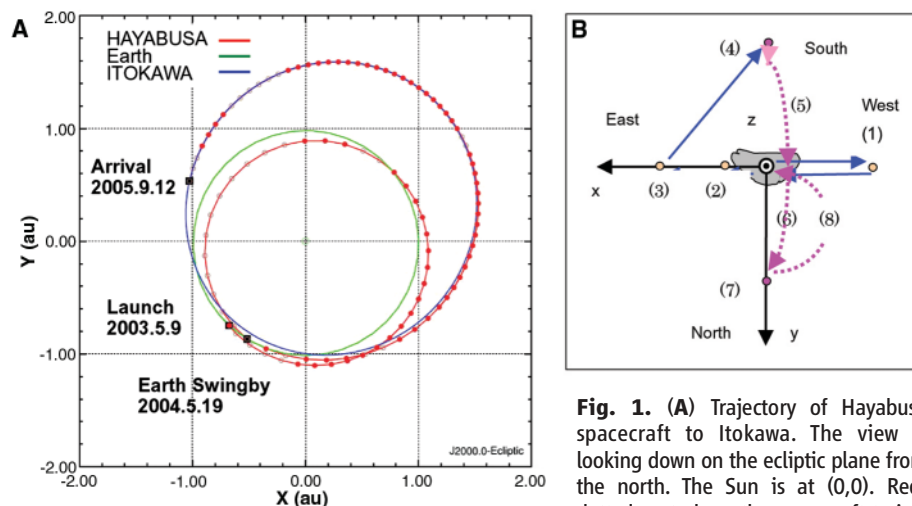 A
2.00
HAYABUSA
Earth
ITOKAWA
1.00
Arrival
2005.9.12
Y (au)
0.00
Launch
2003.5.9
-1.00
Earth Swingby
2004.5.19
J2000.0-Ecliptic
-2.00
-2.00 -1.00 0.00 1.00 2.00
X (au)
B
(4) South
(5)
East z West
(1)
x (3) (2)
(6) (8)
(7)
North y
Fig. 1. (A) Trajectory of Hayabus
spacecraft to Itokawa. The view
looking down on the ecliptic plane from
the north. The Sun is at (0,0). Red